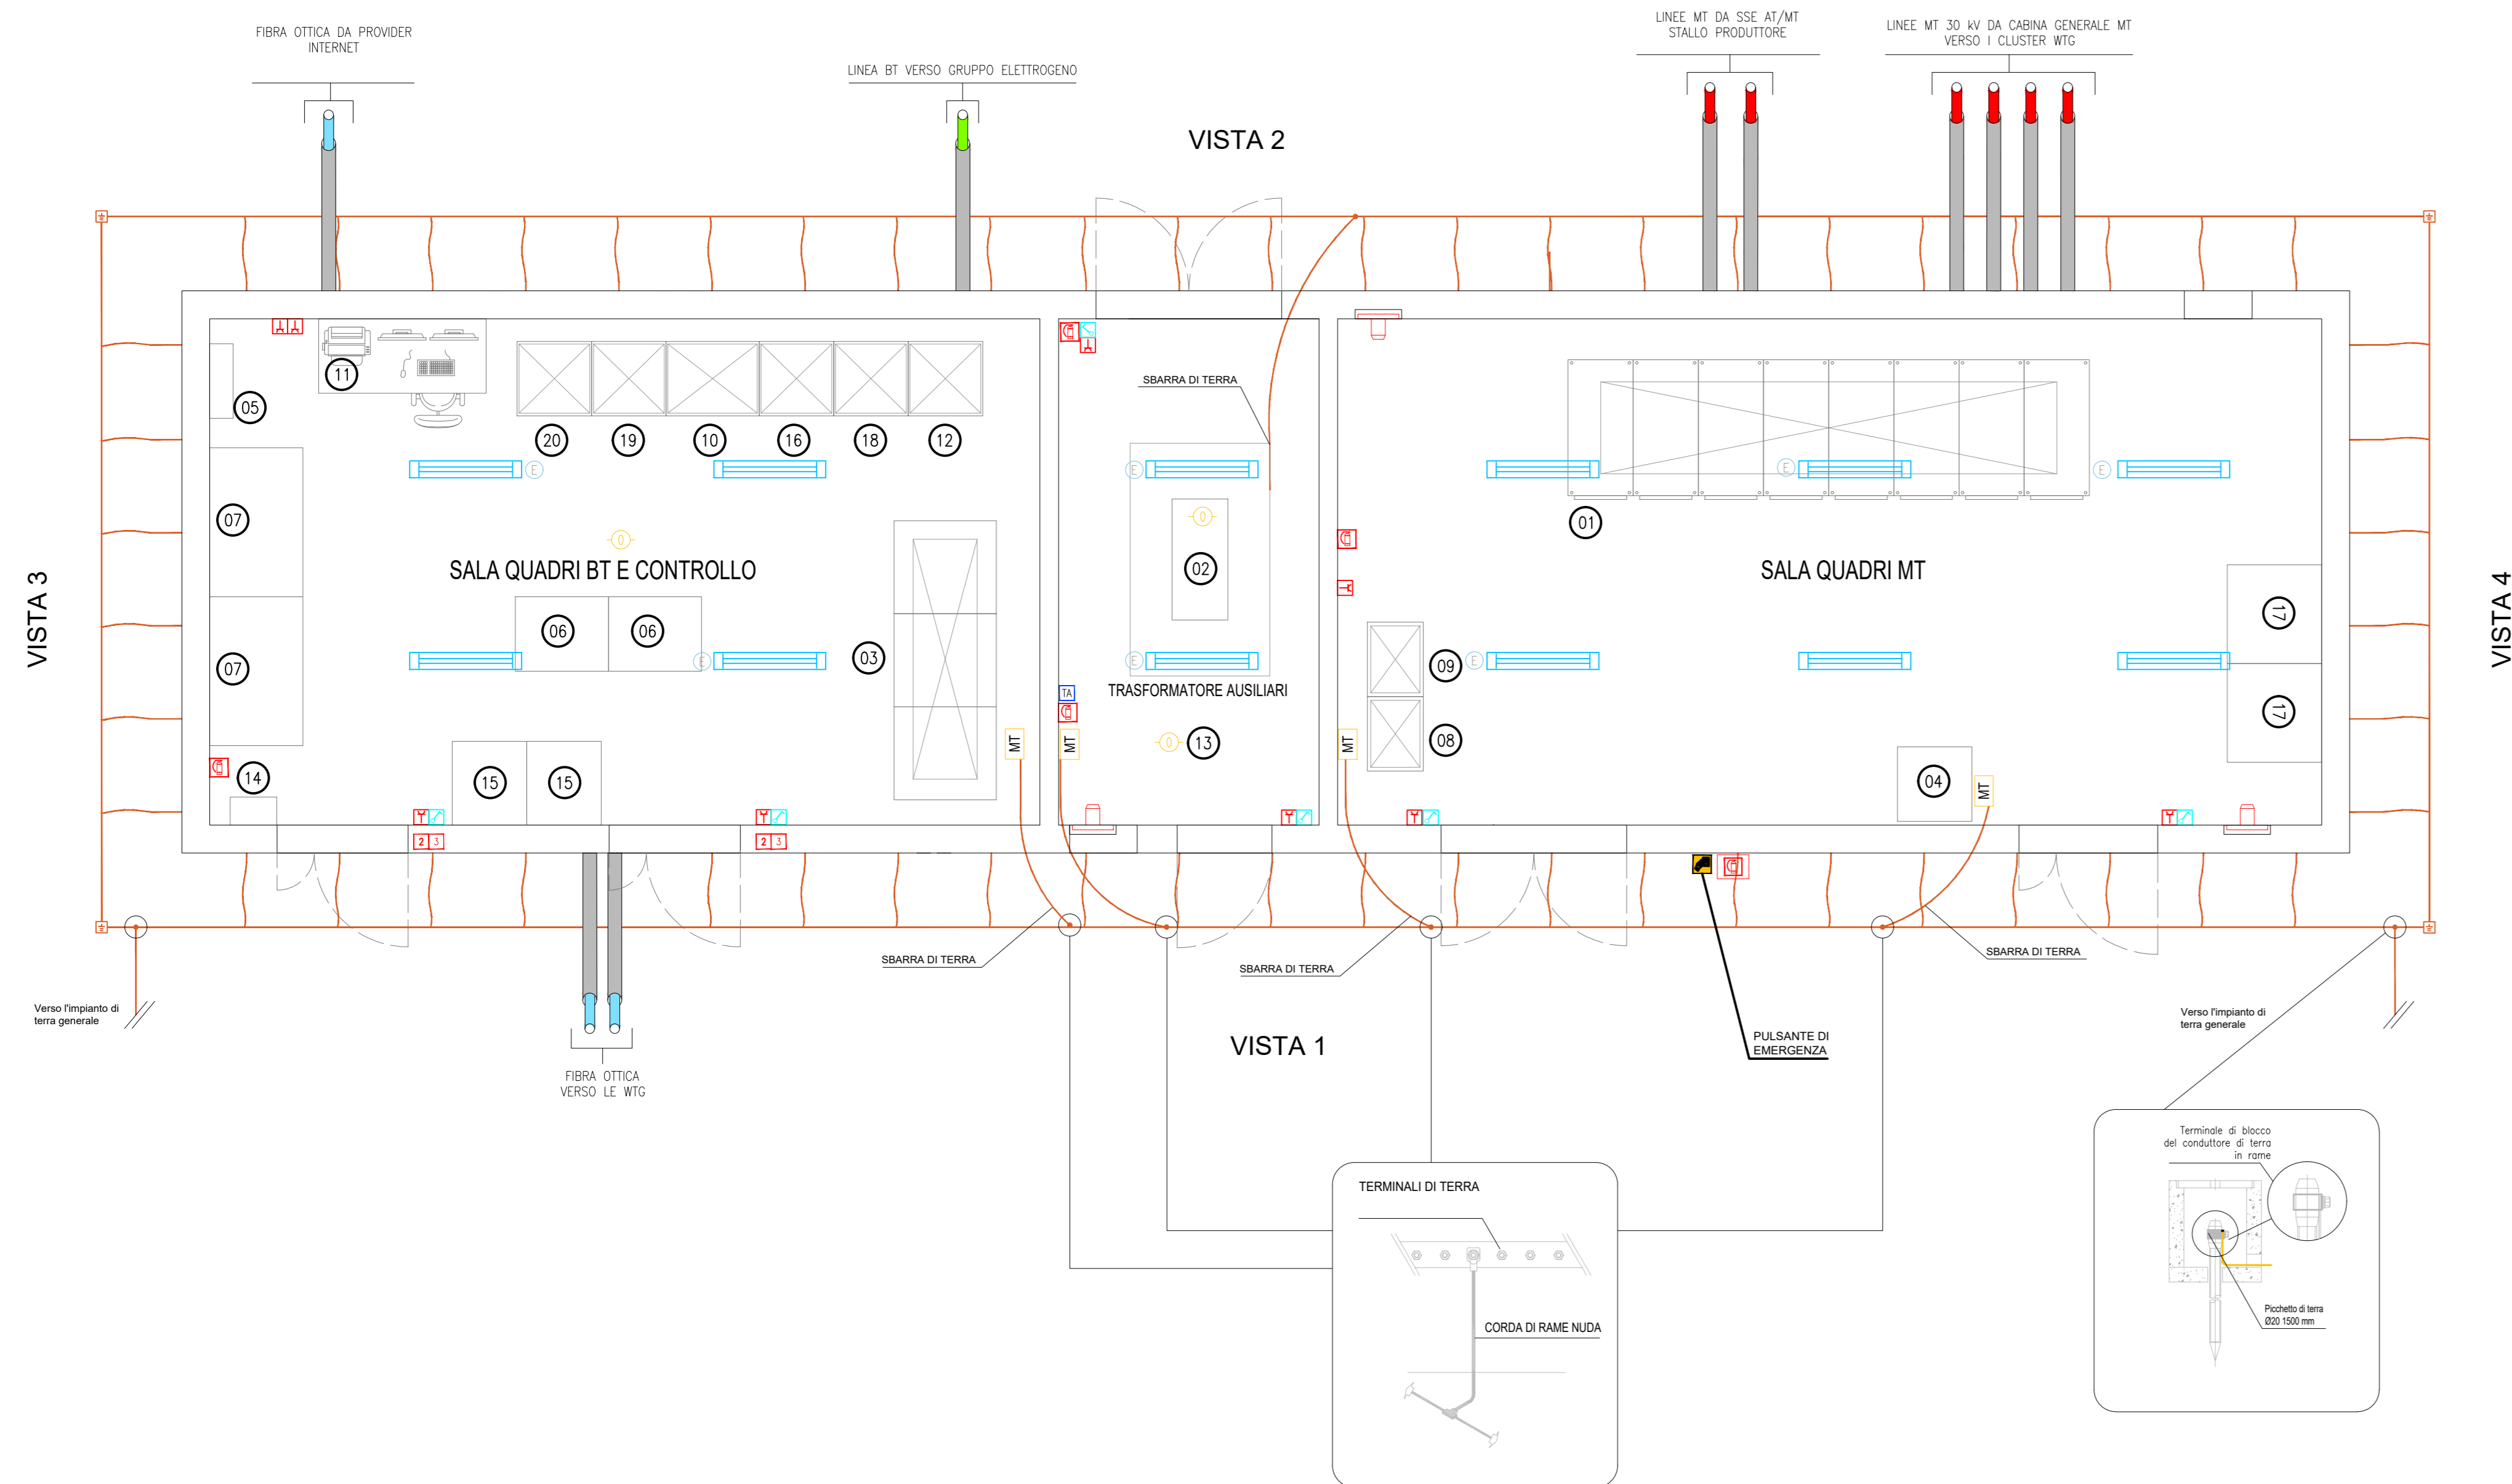 FIBRA OTTICA DA PROVIDER
INTERNET
LINEA BT VERSO GRUPPO ELETTROGENO
LINEE MT DA SSE AT/MT
STALLO PRODUTTORE
LINEE MT 30 kV DA CABINA GENERALE MT
VERSO I CLUSTER WTG
VISTA 2
VISTA 3
VISTA 4
11
05
20
19
10
16
18
12
SBARRA DI TERRA
E
E
E
E
07
0
0
01
02
SALA QUADRI BT E CONTROLLO
SALA QUADRI MT
06
06
03
07
E
E
E
09
17
TA
TRASFORMATORE AUSILIARI
MT
MT
0
13
MT
08
17
14
15
15
04
MT
2 3
2 3
SBARRA DI TERRA
SBARRA DI TERRA
SBARRA DI TERRA
Verso l'impianto di
terra generale
Verso l'impianto di
terra generale
VISTA 1
PULSANTE DI
EMERGENZA
FIBRA OTTICA
VERSO LE WTG
TERMINALI DI TERRA
CORDA DI RAME NUDA
Terminale di blocco
del conduttore di terra
in rame
Picchetto di terra
Ø20 1500 mm